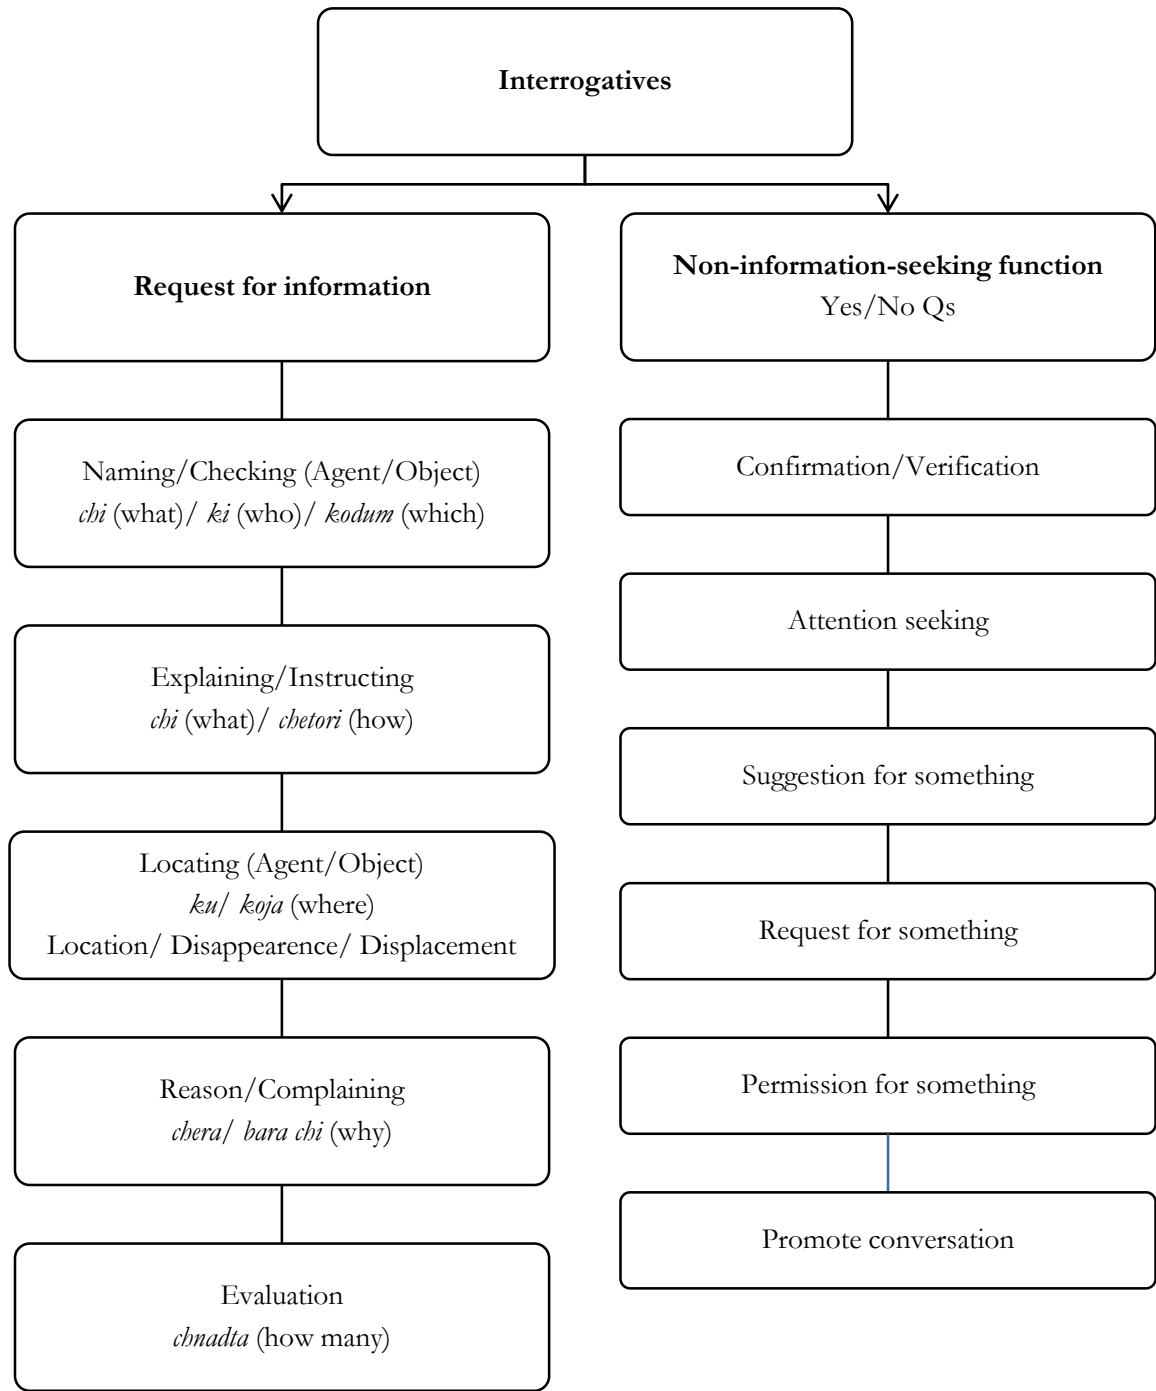 Interrogatives
Request for information
Naming/Checking (Agent/Object)
chi (what)/ ki (who)/ kodum (which)
Explaining/Instructing
chi (what)/ chetori (how)
Locating (Agent/Object)
ku/ koja (where)
Location/ Disappearence/ Displacement
Reason/Complaining
chera/ bara chi (why)
Evaluation
chnadta (how many)
Non-information-seeking function
Yes/No Qs
Confirmation/Verification
Attention seeking
Suggestion for something
Request for something
Permission for something
Promote conversation